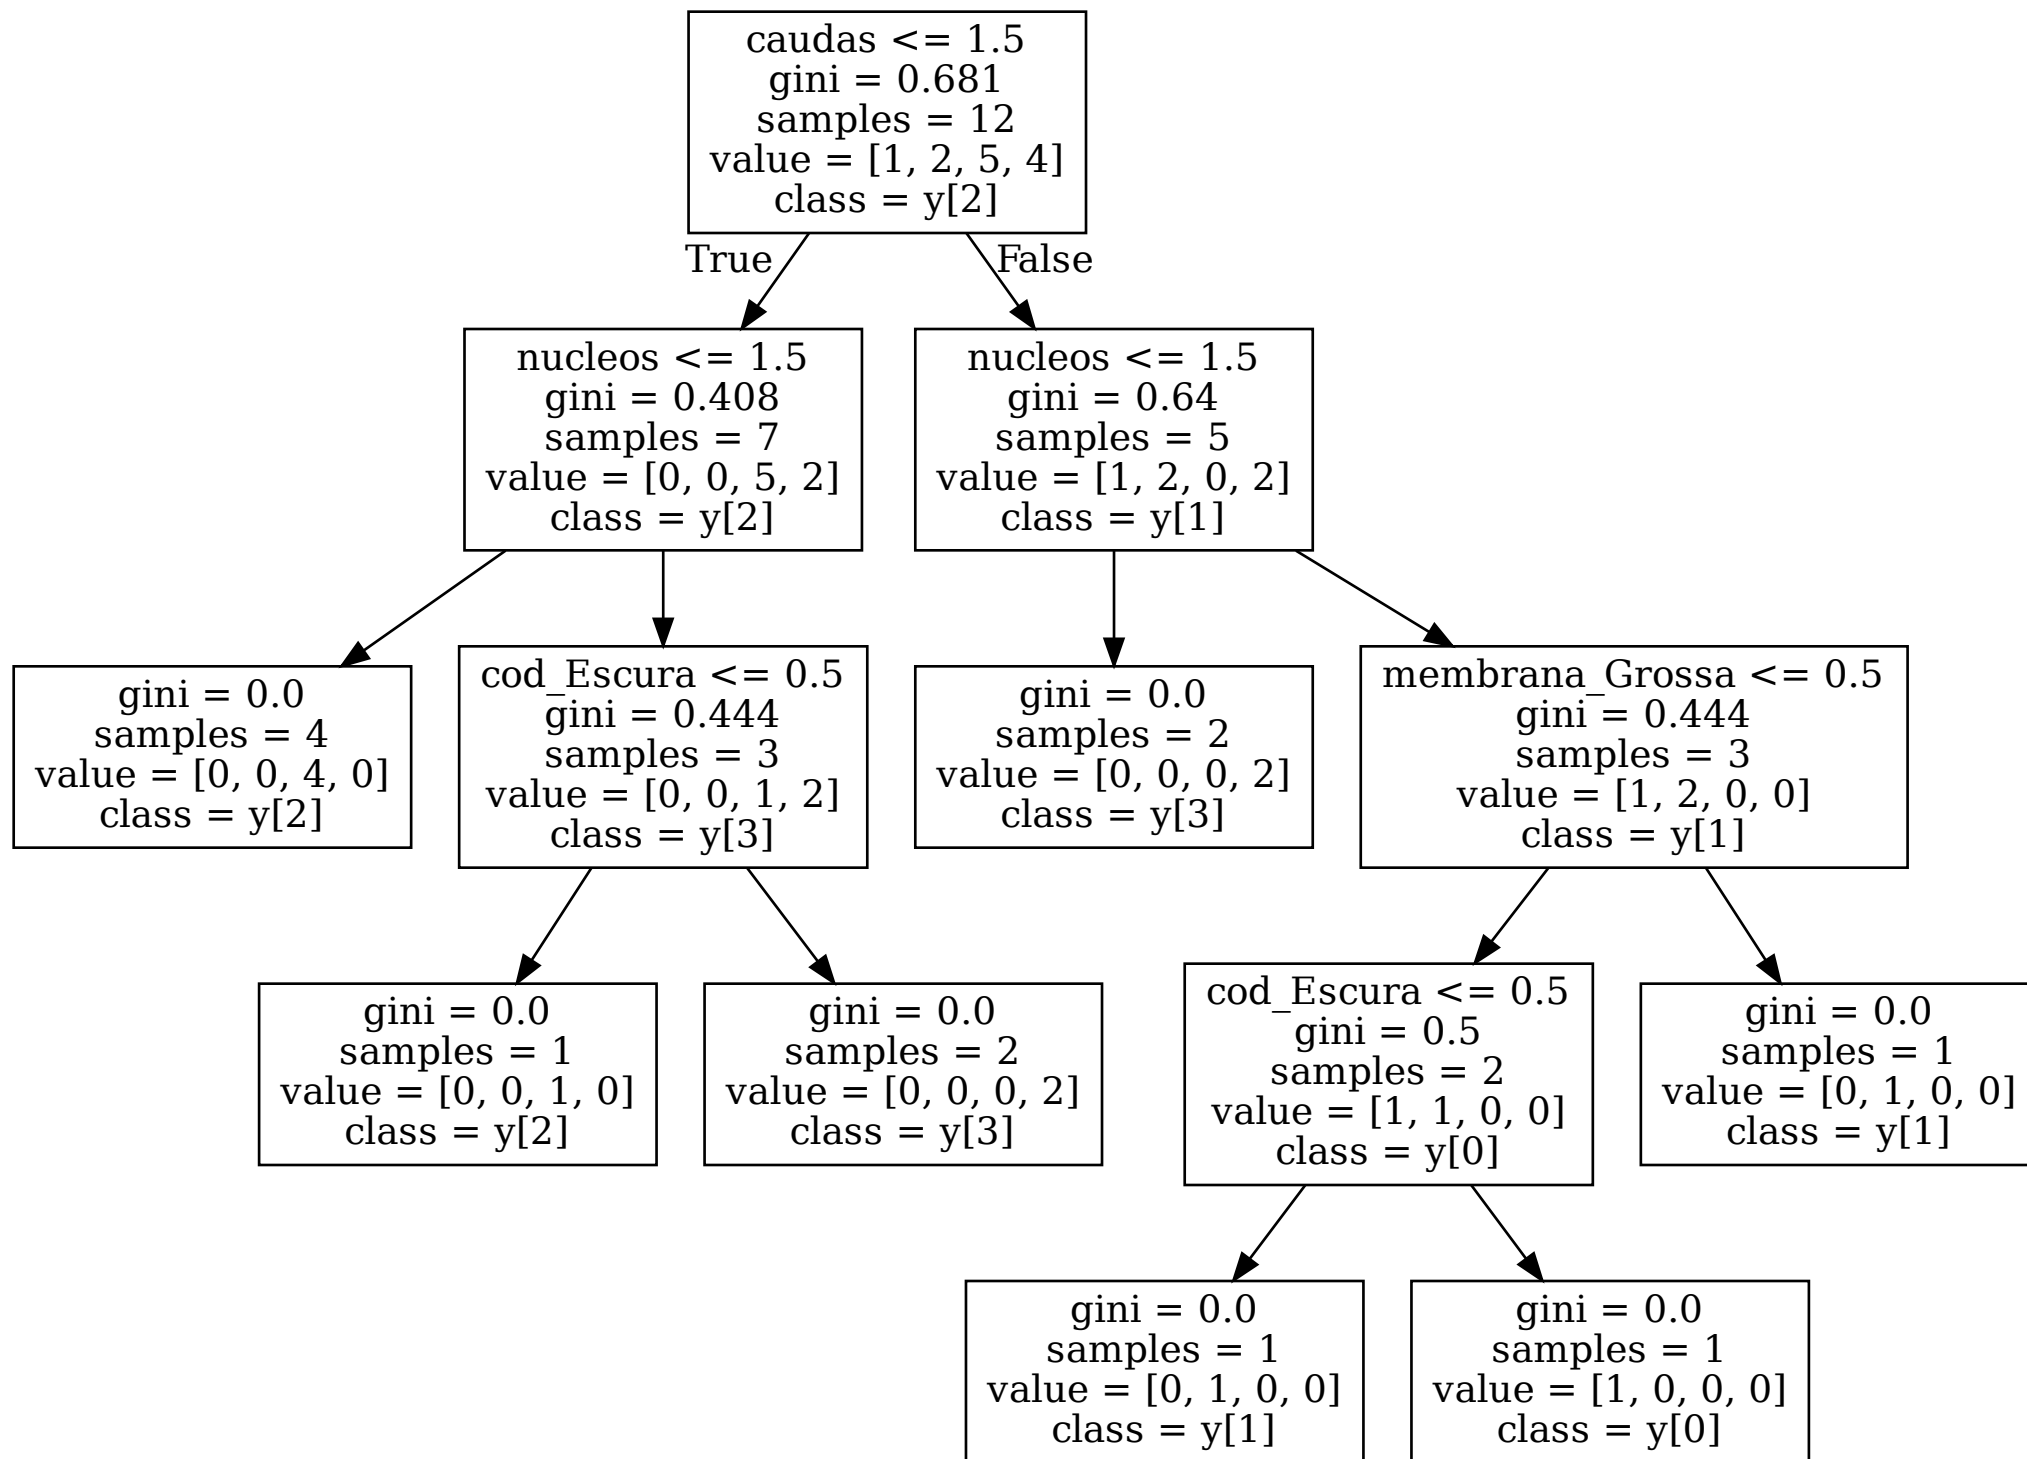 caudas <= 1.5
gini = 0.681
samples = 12
value = [1, 2, 5, 4]
class = y[2]
True
False
nucleos <= 1.5
gini = 0.408
samples = 7
value = [0, 0, 5, 2]
class = y[2]
nucleos <= 1.5
gini = 0.64
samples = 5
value = [1, 2, 0, 2]
class = y[1]
gini = 0.0
samples = 4
value = [0, 0, 4, 0]
class = y[2]
cod_Escura <= 0.5
gini = 0.444
samples = 3
value = [0, 0, 1, 2]
class = y[3]
gini = 0.0
samples = 2
value = [0, 0, 0, 2]
class = y[3]
membrana_Grossa <= 0.5
gini = 0.444
samples = 3
value = [1, 2, 0, 0]
class = y[1]
gini = 0.0
samples = 1
value = [0, 0, 1, 0]
class = y[2]
gini = 0.0
samples = 2
value = [0, 0, 0, 2]
class = y[3]
cod_Escura <= 0.5
gini = 0.5
samples = 2
value = [1, 1, 0, 0]
class = y[0]
gini = 0.0
samples = 1
value = [0, 1, 0, 0]
class = y[1]
gini = 0.0
samples = 1
value = [0, 1, 0, 0]
class = y[1]
gini = 0.0
samples = 1
value = [1, 0, 0, 0]
class = y[0]